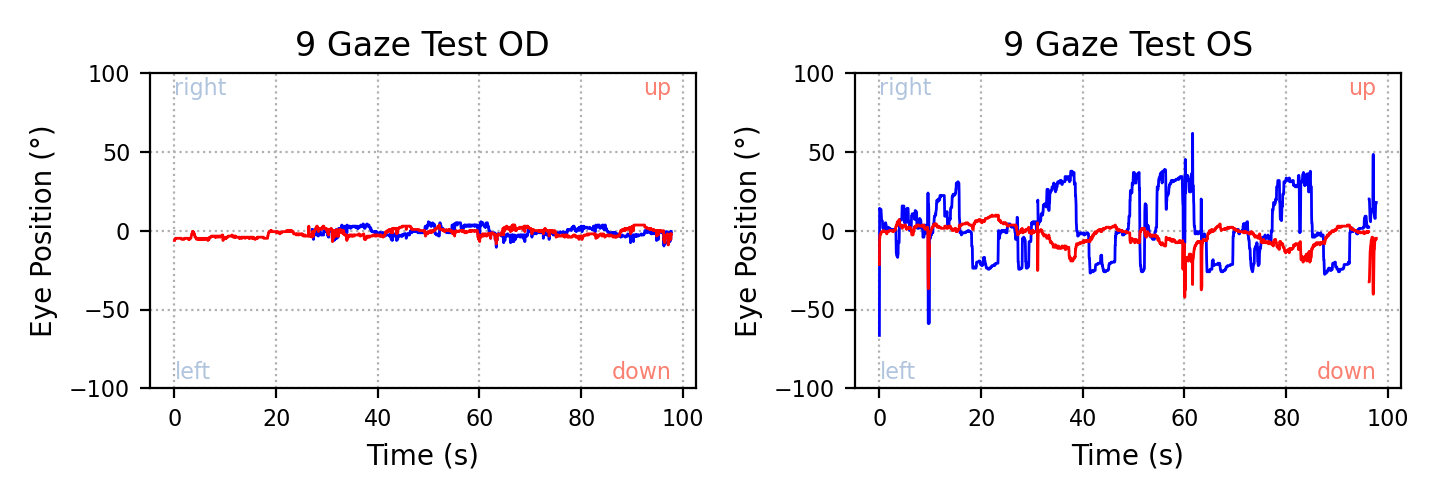 9 Gaze Test OD
100
50
0
−50
−100
Eye Position (°)
right
up
left
down
0 20 40 60 80 100
Time (s)
9 Gaze Test OS
100
50
0
−50
−100
Eye Position (°)
right
up
left
down
0 20 40 60 80 100
Time (s)